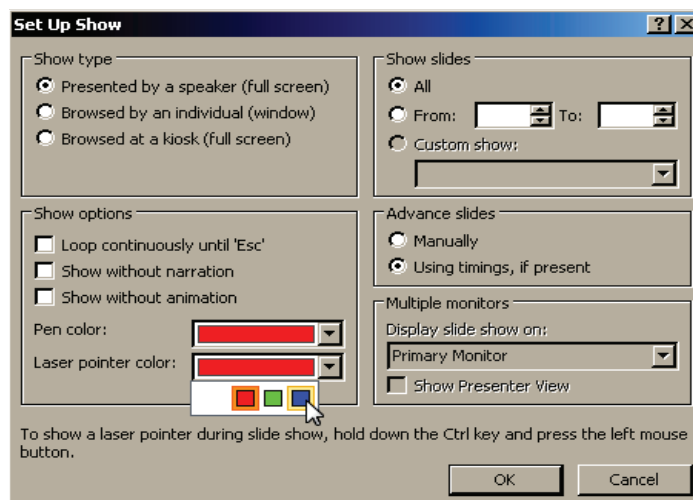 Set Up Show
Show type
Presented by a speaker (full screen)
Browsed by an individual (window)
Browsed at a kiosk (full screen)
Show slides
All
From: To:
Custom show:
Show options
Loop continuously until 'Esc'
Show without narration
Show without animation
Pen color:
Laser pointer color:
Advance slides
Manually
Using timings, if present
Multiple monitors
Display slide show on:
Primary Monitor
Show Presenter View
To show a laser pointer during slide show, hold down the Ctrl key and press the left mouse
button.
OK
Cancel